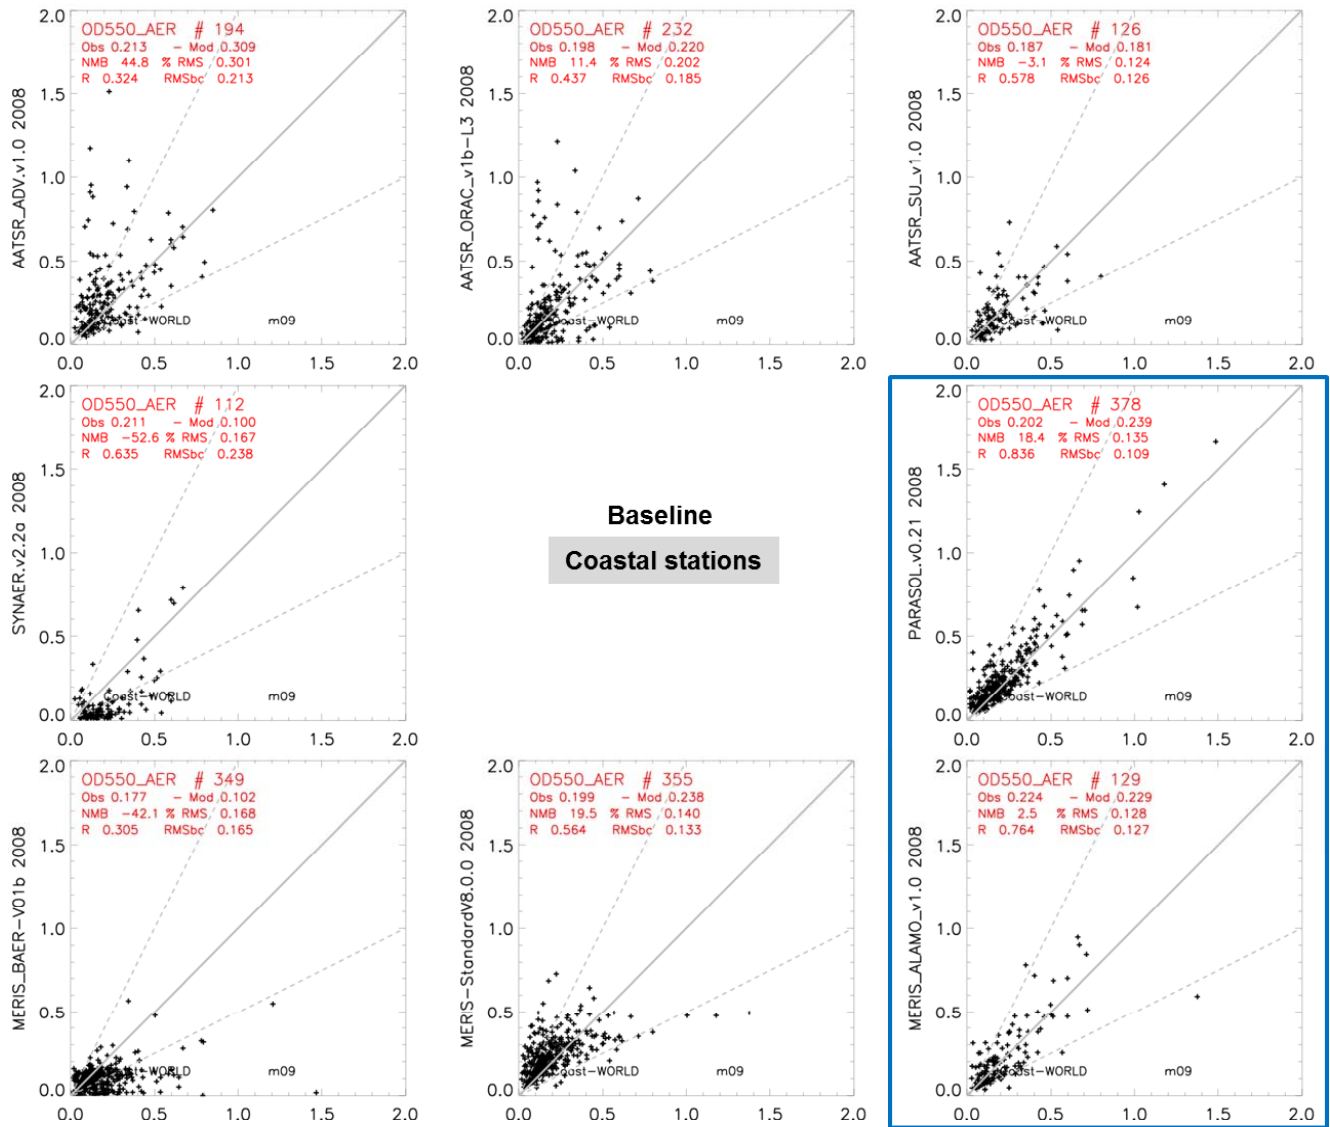 AATSR_ADV.v1.0 2008
OD550_AER # 194
Obs 0.213 - Mod 0.309
NMB 44.8 % RMS 0.301
R 0.324 RMSbc 0.213
2.0
1.5
1.0
0.5
0.0
Coast-WORLD m09
0.0 0.5 1.0 1.5 2.0
AATSR_ORAC_v1b-L3 2008
OD550_AER # 232
Obs 0.198 - Mod 0.220
NMB 11.4 % RMS 0.202
R 0.437 RMSbc 0.185
2.0
1.5
1.0
0.5
0.0
Coast-WORLD m09
0.0 0.5 1.0 1.5 2.0
AATSR_SU_v1.0 2008
OD550_AER # 126
Obs 0.187 - Mod 0.181
NMB -3.1 % RMS 0.124
R 0.578 RMSbc 0.126
2.0
1.5
1.0
0.5
0.0
Coast-WORLD m09
0.0 0.5 1.0 1.5 2.0
SYNAER.v2.2a 2008
OD550_AER # 112
Obs 0.211 - Mod 0.100
NMB -52.6 % RMS 0.167
R 0.635 RMSbc 0.238
2.0
1.5
1.0
0.5
0.0
Coast-WORLD m09
0.0 0.5 1.0 1.5 2.0
Baseline
Coastal stations
PARASOL.v0.21 2008
OD550_AER # 378
Obs 0.202 - Mod 0.239
NMB 18.4 % RMS 0.135
R 0.836 RMSbc 0.109
2.0
1.5
1.0
0.5
0.0
Coast-WORLD m09
0.0 0.5 1.0 1.5 2.0
MERIS_BAER-V01b 2008
OD550_AER # 349
Obs 0.177 - Mod 0.102
NMB -42.1 % RMS 0.168
R 0.305 RMSbc 0.165
2.0
1.5
1.0
0.5
0.0
Coast-WORLD m09
0.0 0.5 1.0 1.5 2.0
MERIS-StandardV8.0.0 2008
OD550_AER # 355
Obs 0.199 - Mod 0.238
NMB 19.5 % RMS 0.140
R 0.564 RMSbc 0.133
2.0
1.5
1.0
0.5
0.0
Coast-WORLD m09
0.0 0.5 1.0 1.5 2.0
MERIS_ALAMO_v1.0 2008
OD550_AER # 129
Obs 0.224 - Mod 0.229
NMB 2.5 % RMS 0.128
R 0.764 RMSbc 0.127
2.0
1.5
1.0
0.5
0.0
Coast-WORLD m09
0.0 0.5 1.0 1.5 2.0